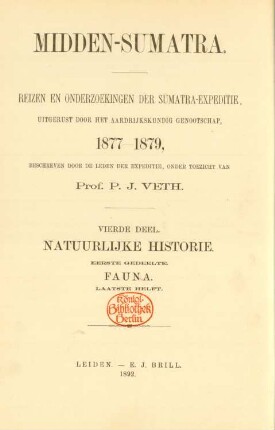 MIDDEN-SUMATRA.
REIZEN EN ONDERZOEKINGEN DER SUMATRA-EXPEDITIE,
UITGERUST DOOR HET AARDRIJKSKUNDIG GENOOTSCHAP,
1877-1879,
BESCHREVEN DOOR DE LEDEN DER EXPEDITIE, ONDER TOEZICHT VAN
Prof. P. J. VETH.
VIERDE DEEL.
NATUURLIJKE HISTORIE.
EERSTE GEDEELTE.
FAUNA.
LAATSTE HELFT.
Königl.
Bibliothek
Berlin
LEIDEN. — E. J. BRILL.
1892.